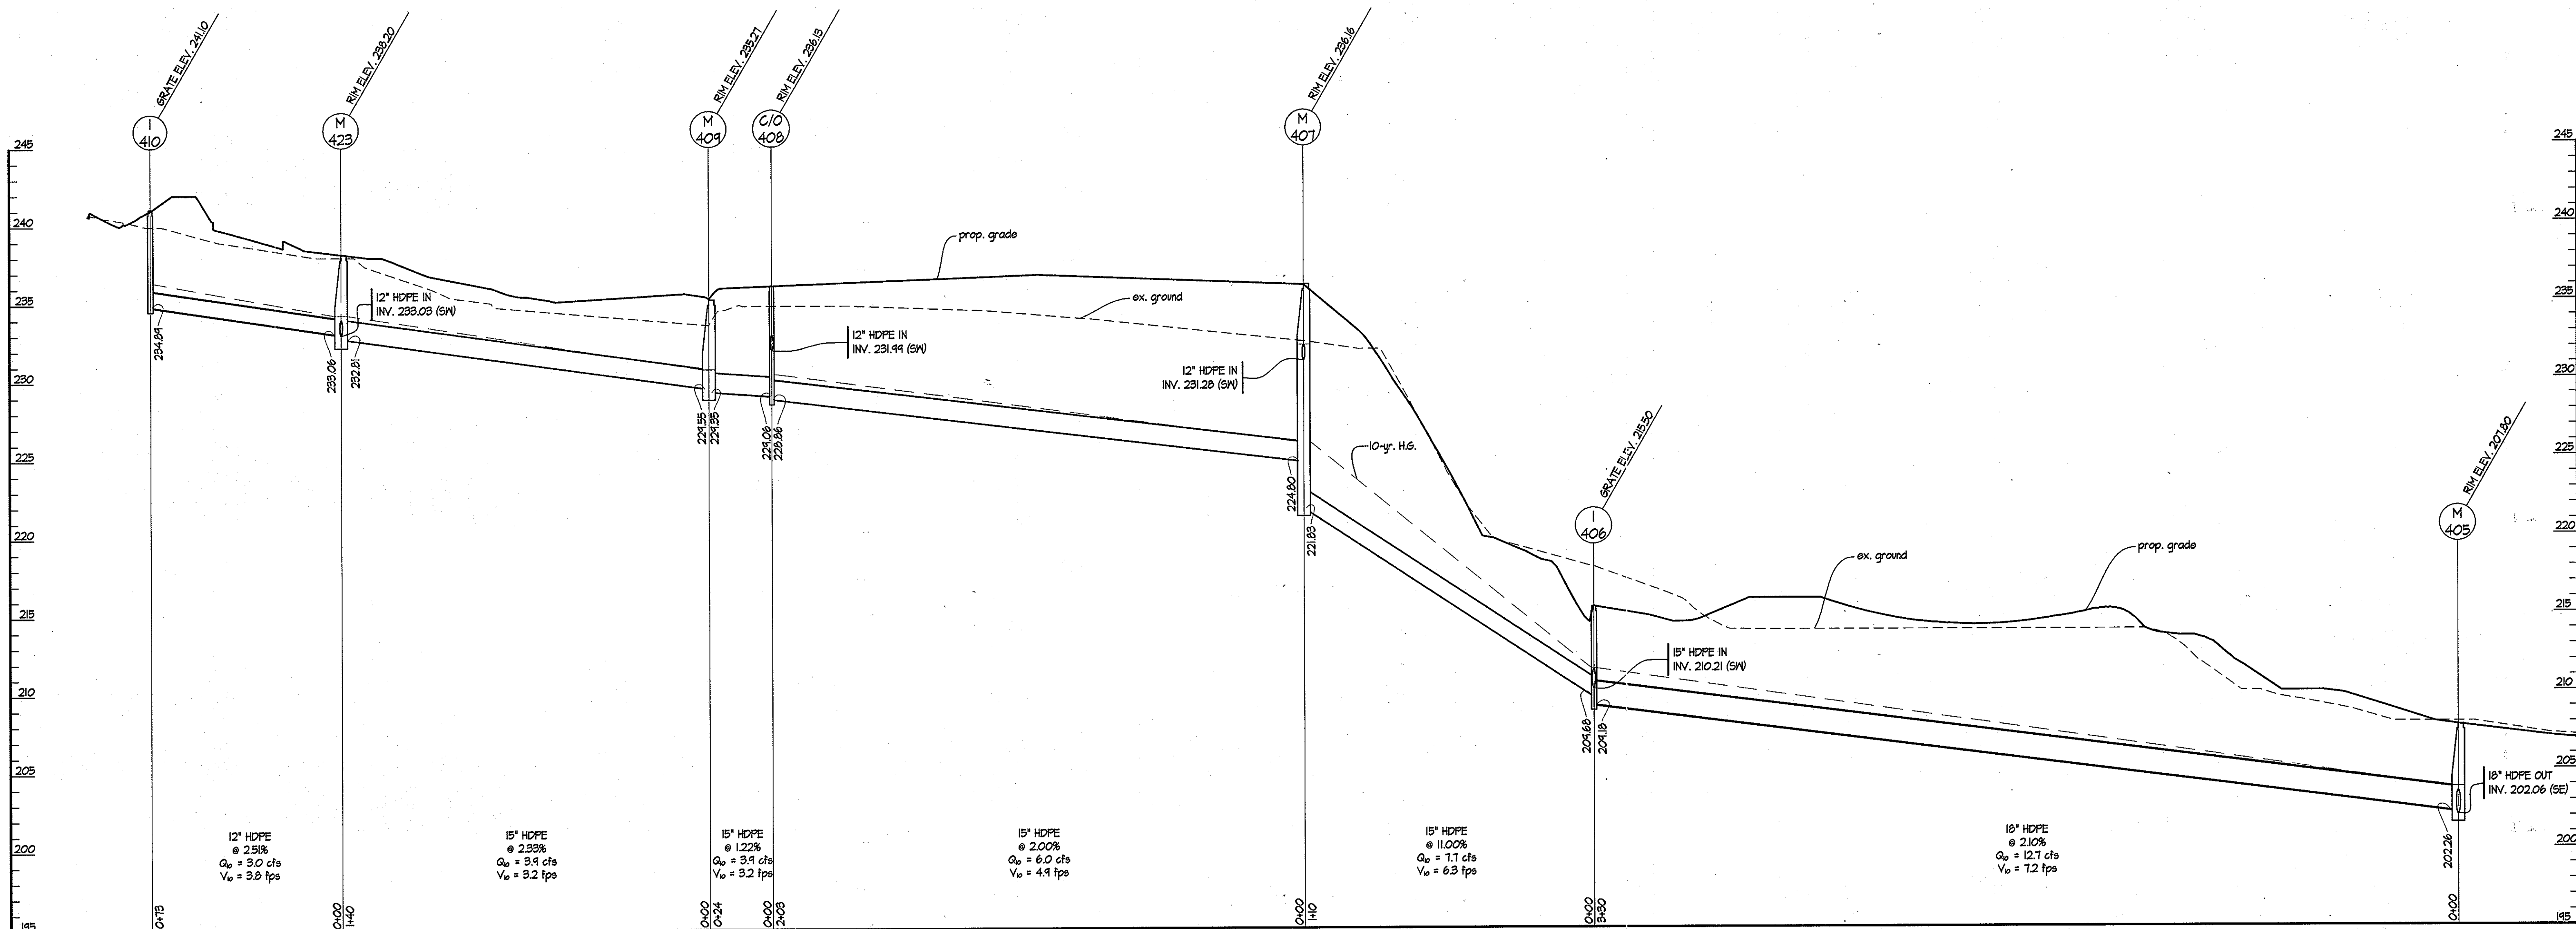 GRATE ELEV. 241.10
RIM ELEV. 238.20
RIM ELEV. 235.27
RIM ELEV. 236.13
RIM ELEV. 236.16
I
410
M
423
M
409
C/O
408
M
407
245
240
235
230
225
220
215
210
205
200
195
245
240
235
230
225
220
215
210
205
200
195
prop. grade
ex. ground
12" HDPE IN
INV. 233.03 (SW)
12" HDPE IN
INV. 231.99 (SW)
12" HDPE IN
INV. 231.28 (SW)
10-yr. H.G.
234.89
233.06
232.81
229.55
229.35
229.06
228.86
224.80
221.83
GRATE ELEV. 215.50
I
406
RIM ELEV. 207.80
M
405
ex. ground
prop. grade
15" HDPE IN
INV. 210.21 (SW)
209.68
209.18
18" HDPE OUT
INV. 202.06 (SE)
202.26
12" HDPE
@ 2.51%
Q10 = 3.0 cfs
V10 = 3.8 fps
15" HDPE
@ 2.33%
Q10 = 3.9 cfs
V10 = 3.2 fps
15" HDPE
@ 1.22%
Q10 = 3.9 cfs
V10 = 3.2 fps
15" HDPE
@ 2.00%
Q10 = 6.0 cfs
V10 = 4.9 fps
15" HDPE
@ 11.00%
Q10 = 7.7 cfs
V10 = 6.3 fps
18" HDPE
@ 2.10%
Q10 = 12.7 cfs
V10 = 7.2 fps
0+73
0+00
1+40
0+00
0+24
0+00
2+03
0+00
1+10
0+00
3+30
0+00